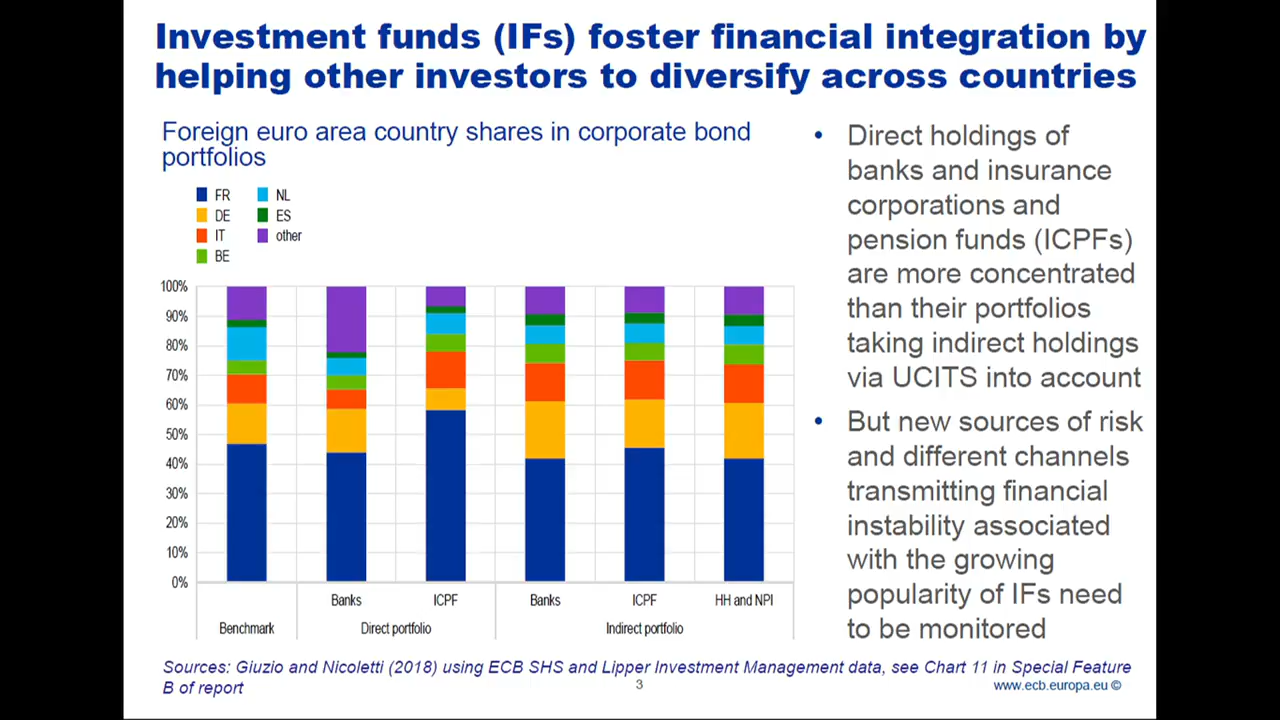 Investment funds (IFs) foster financial integration by
helping other investors to diversify across countries
Foreign euro area country shares in corporate bond
portfolios
FR
DE
IT
BE
NL
ES
other
100%
90%
80%
70%
60%
50%
40%
30%
20%
10%
0%
Banks
ICPF
Banks
ICPF
HH and NPI
Benchmark
Direct portfolio
Indirect portfolio
• Direct holdings of
banks and insurance
corporations and
pension funds (ICPFs)
are more concentrated
than their portfolios
taking indirect holdings
via UCITS into account
• But new sources of risk
and different channels
transmitting financial
instability associated
with the growing
popularity of IFs need
to be monitored
Sources: Giuzio and Nicoletti (2018) using ECB SHS and Lipper Investment Management data, see Chart 11 in Special Feature
B of report
3
www.ecb.europa.eu ©